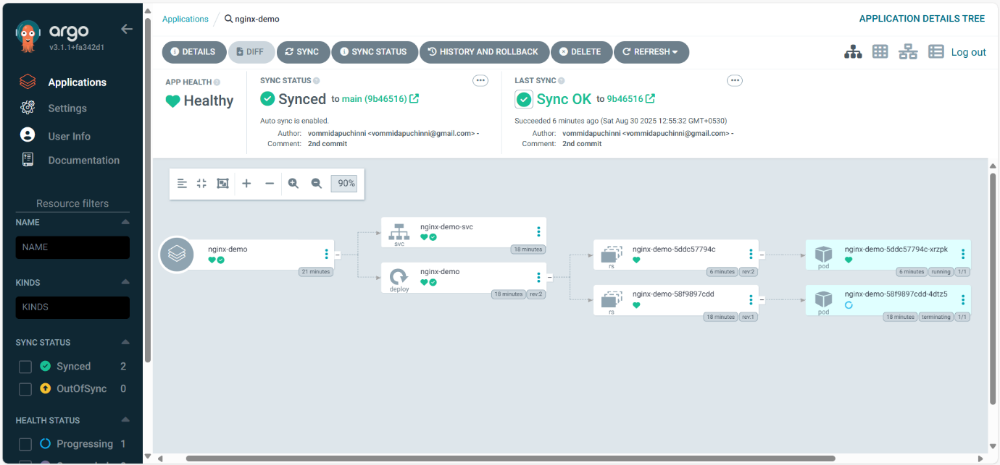 argo
v3.1.1+fa342d1
Applications
Settings
User Info
Documentation
Resource filters
NAME
NAME
KINDS
KINDS
SYNC STATUS
Synced 2
OutOfSync 0
HEALTH STATUS
Progressing 1
Applications / nginx-demo
APPLICATION DETAILS TREE
DETAILS DIFF SYNC SYNC STATUS HISTORY AND ROLLBACK DELETE REFRESH
Log out
APP HEALTH
Healthy
SYNC STATUS
Synced to main (9b46516)
Auto sync is enabled.
Author: vommidapuchinni <vommidapuchinni@gmail.com> -
Comment: 2nd commit
LAST SYNC
Sync OK to 9b46516
Succeeded 6 minutes ago (Sat Aug 30 2025 12:55:32 GMT+0530)
Author: vommidapuchinni <vommidapuchinni@gmail.com> -
Comment: 2nd commit
90%
nginx-demo
21 minutes
nginx-demo-svc
svc
18 minutes
nginx-demo
deploy
18 minutes rev:2
nginx-demo-5ddc57794c
rs
6 minutes rev:2
nginx-demo-58f9897cdd
rs
18 minutes rev:1
nginx-demo-5ddc57794c-xrzpk
pod
6 minutes running 1/1
nginx-demo-58f9897cdd-4dtz5
pod
18 minutes terminating 1/1